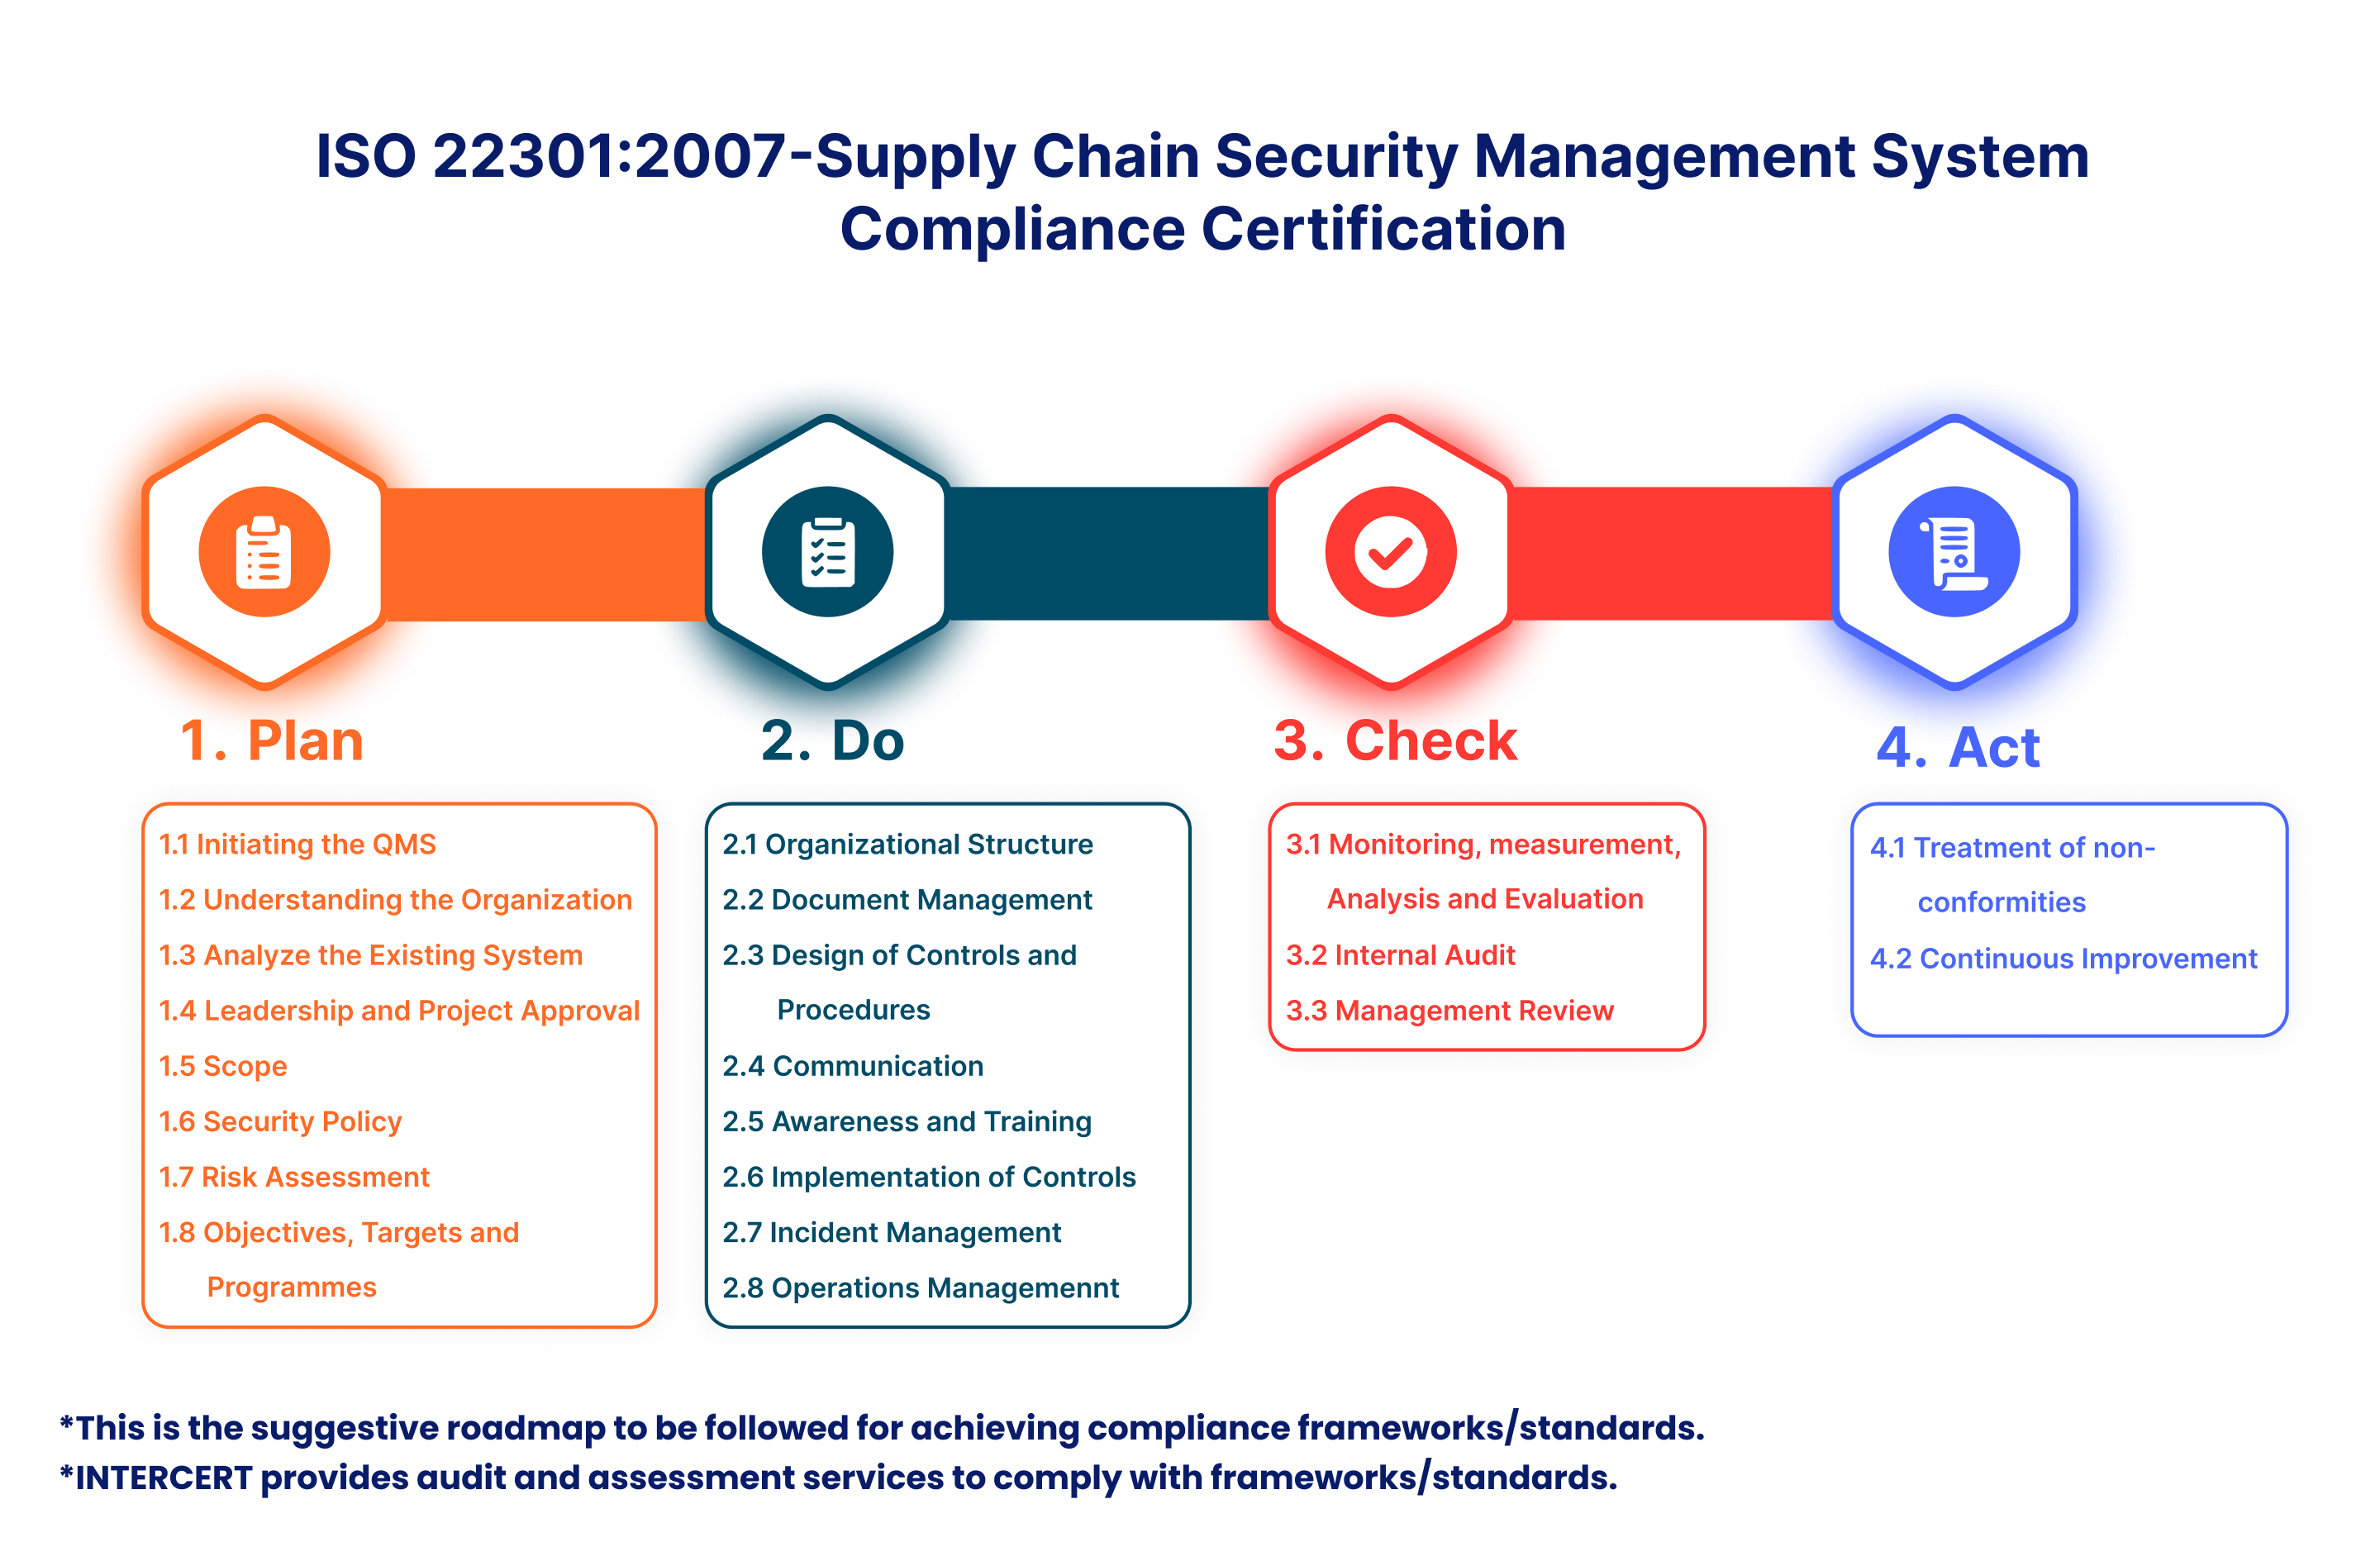 ISO 22301:2007-Supply Chain Security Management System
Compliance Certification
1. Plan
1.1 Initiating the QMS
1.2 Understanding the Organization
1.3 Analyze the Existing System
1.4 Leadership and Project Approval
1.5 Scope
1.6 Security Policy
1.7 Risk Assessment
1.8 Objectives, Targets and
Programmes
2. Do
2.1 Organizational Structure
2.2 Document Management
2.3 Design of Controls and
Procedures
2.4 Communication
2.5 Awareness and Training
2.6 Implementation of Controls
2.7 Incident Management
2.8 Operations Managemennt
3. Check
3.1 Monitoring, measurement,
Analysis and Evaluation
3.2 Internal Audit
3.3 Management Review
4. Act
4.1 Treatment of non-
conformities
4.2 Continuous Improvement
*This is the suggestive roadmap to be followed for achieving compliance frameworks/standards.
*INTERCERT provides audit and assessment services to comply with frameworks/standards.